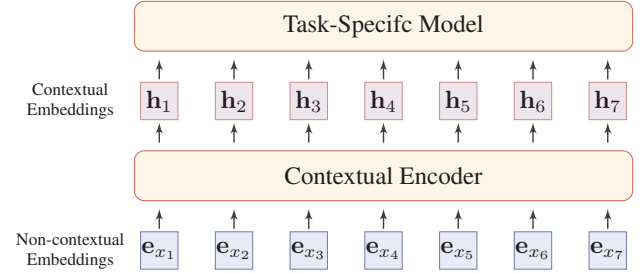 Task-Specifc Model
Contextual
Embeddings
h1 h2 h3 h4 h5 h6 h7
Contextual Encoder
Non-contextual
Embeddings
ex1 ex2 ex3 ex4 ex5 ex6 ex7